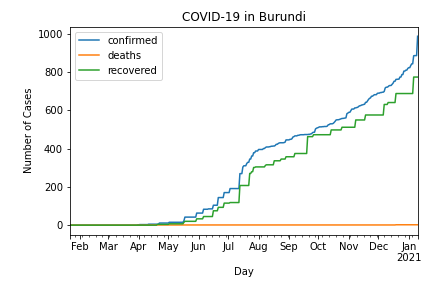 COVID-19 in Burundi
confirmed
deaths
recovered
Number of Cases
1000
800
600
400
200
0
Feb Mar Apr May Jun Jul Aug Sep Oct Nov Dec Jan
2021
Day